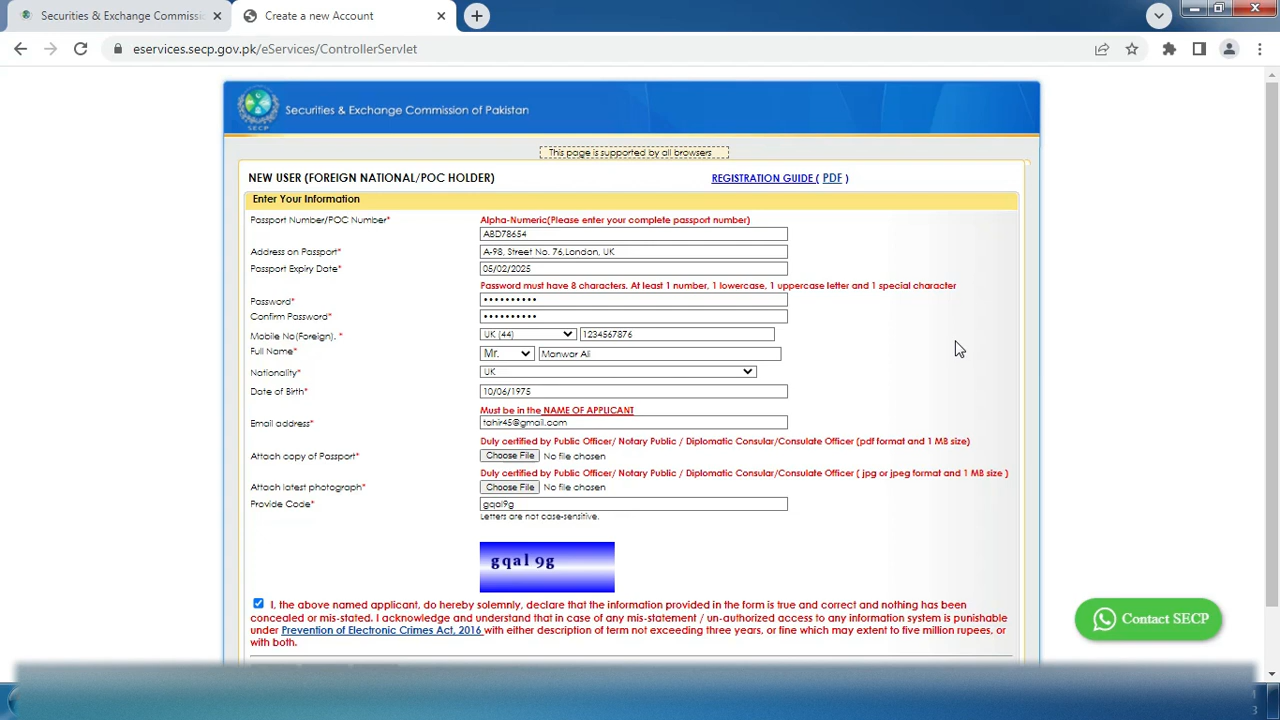 Securities & Exchange Commissi
Create a new Account
eservices.secp.gov.pk/eServices/ControllerServlet
SECP
Securities & Exchange Commission of Pakistan
This page is supported by all browsers
NEW USER (FOREIGN NATIONAL/POC HOLDER)
REGISTRATION GUIDE ( PDF )
Enter Your Information
Passport Number/POC Number*
Alpha-Numeric(Please enter your complete passport number)
ABD78654
Address on Passport*
A-98, Street No. 76,London, UK
Passport Expiry Date*
05/02/2025
Password must have 8 characters. At least 1 number, 1 lowercase, 1 uppercase letter and 1 special character
Password*
Confirm Password*
Mobile No(Foreign). *
UK (44)
1234567876
Full Name*
Mr.
Manwar Ali
Nationality*
UK
Date of Birth*
10/06/1975
Must be in the NAME OF APPLICANT
Email address*
tahir45@gmail.com
Duly certified by Public Officer/ Notary Public / Diplomatic Consular/Consulate Officer (pdf format and 1 MB size)
Attach copy of Passport*
Choose File No file chosen
Duly certified by Public Officer/ Notary Public / Diplomatic Consular/Consulate Officer ( jpg or jpeg format and 1 MB size )
Attach latest photograph*
Choose File No file chosen
Provide Code*
gqal9g
Letters are not case-sensitive.
gqal 9g
I, the above named applicant, do hereby solemnly, declare that the information provided in the form is true and correct and nothing has been
concealed or mis-stated. I acknowledge and understand that in case of any mis-statement / un-authorized access to any information system is punishable
under Prevention of Electronic Crimes Act, 2016 with either description of term not exceeding three years, or fine which may extend to five million rupees, or
with both.
Contact SECP